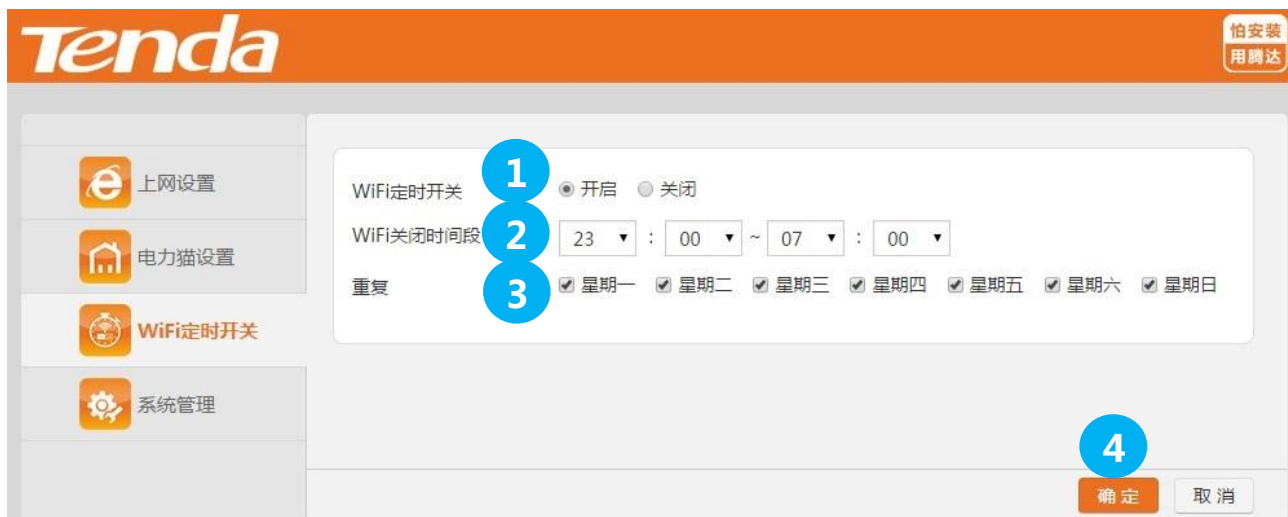 Tenda
怕安装
用腾达
上网设置
电力猫设置
WiFi定时开关
系统管理
WiFi定时开关 1 开启 关闭
WiFi关闭时间段 2 23 : 00 ~ 07 : 00
重复 3 星期一 星期二 星期三 星期四 星期五 星期六 星期日
4
确定 取消